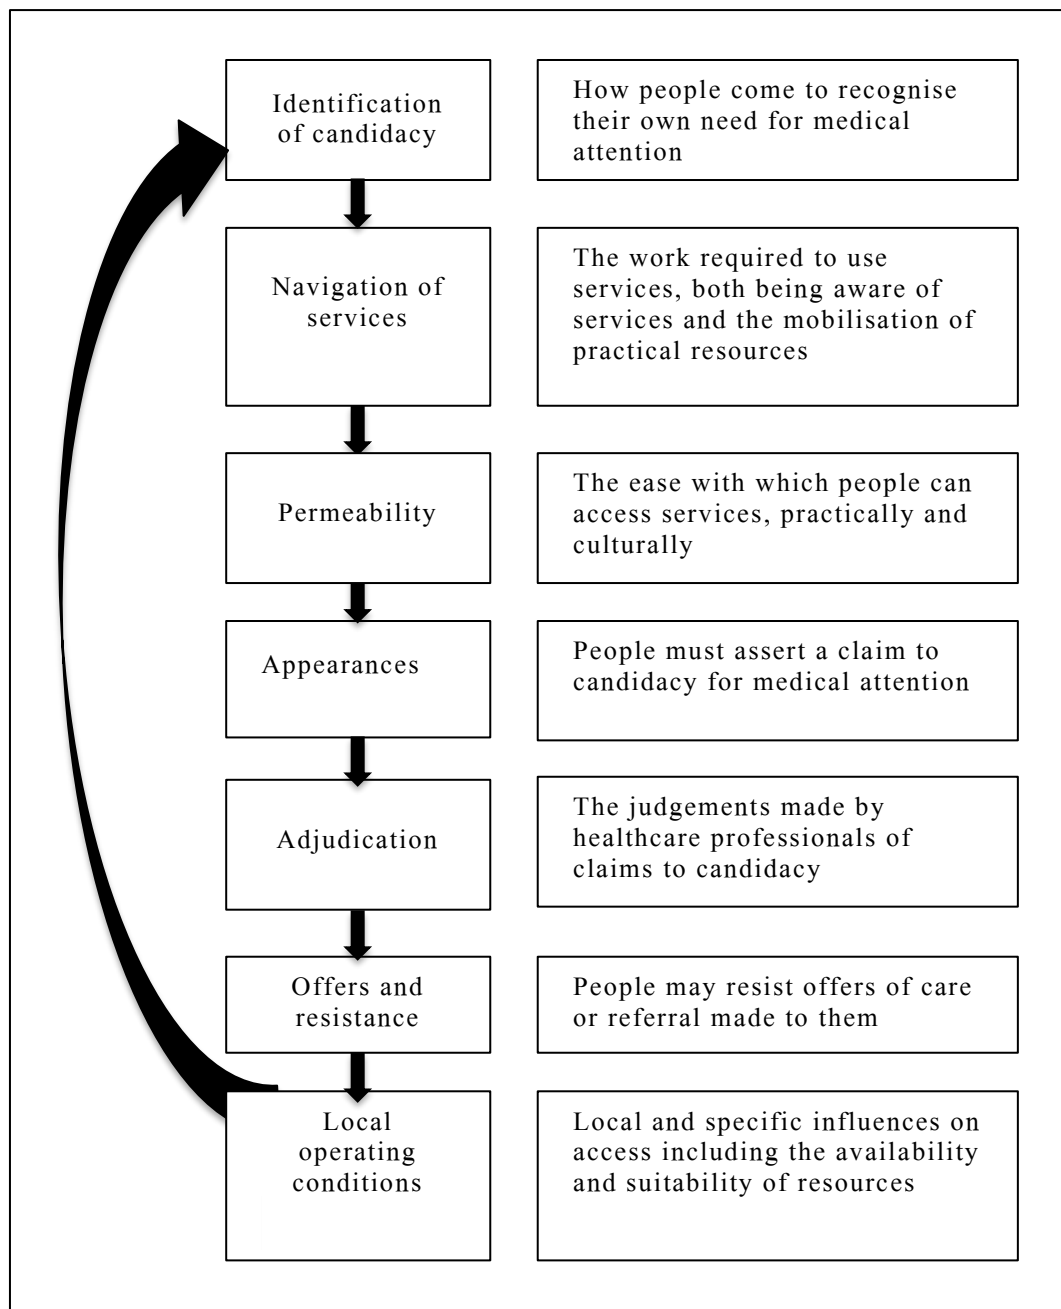 Identification
of candidacy
How people come to recognise
their own need for medical
attention
Navigation of
services
The work required to use
services, both being aware of
services and the mobilisation of
practical resources
Permeability
The ease with which people can
access services, practically and
culturally
Appearances
People must assert a claim to
candidacy for medical attention
Adjudication
The judgements made by
healthcare professionals of
claims to candidacy
Offers and
resistance
People may resist offers of care
or referral made to them
Local
operating
conditions
Local and specific influences on
access including the availability
and suitability of resources